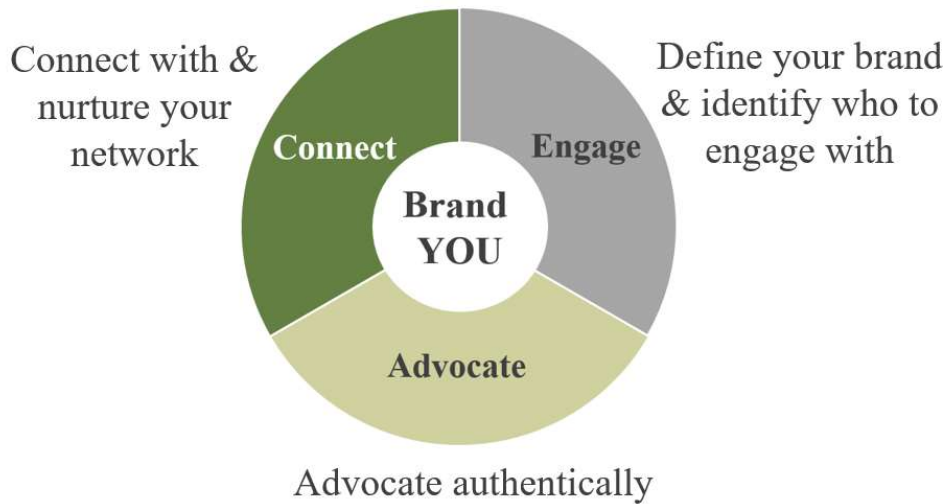 Connect with &
nurture your
network
Connect
Engage
Define your brand
& identify who to
engage with
Brand
YOU
Advocate
Advocate authentically